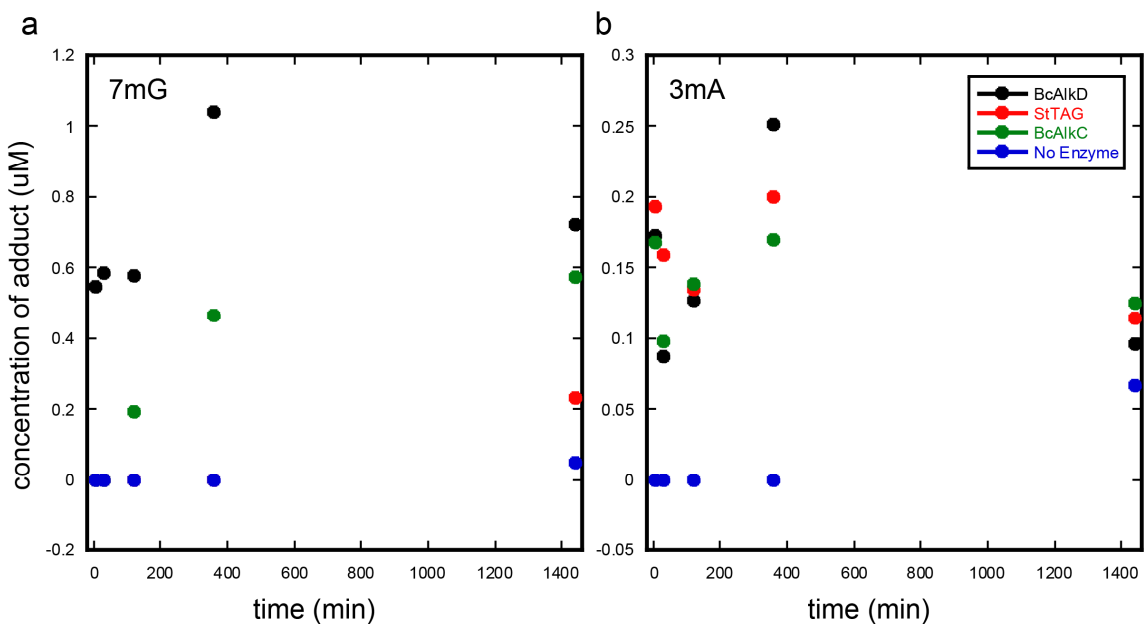 a
b
7mG
3mA
BcAlkD
StTAG
BcAlkC
No Enzyme
concentration of adduct (uM)
1.2
1
0.8
0.6
0.4
0.2
0
-0.2
0.3
0.25
0.2
0.15
0.1
0.05
0
-0.05
0 200 400 600 800 1000 1200 1400
0 200 400 600 800 1000 1200 1400
time (min)
time (min)